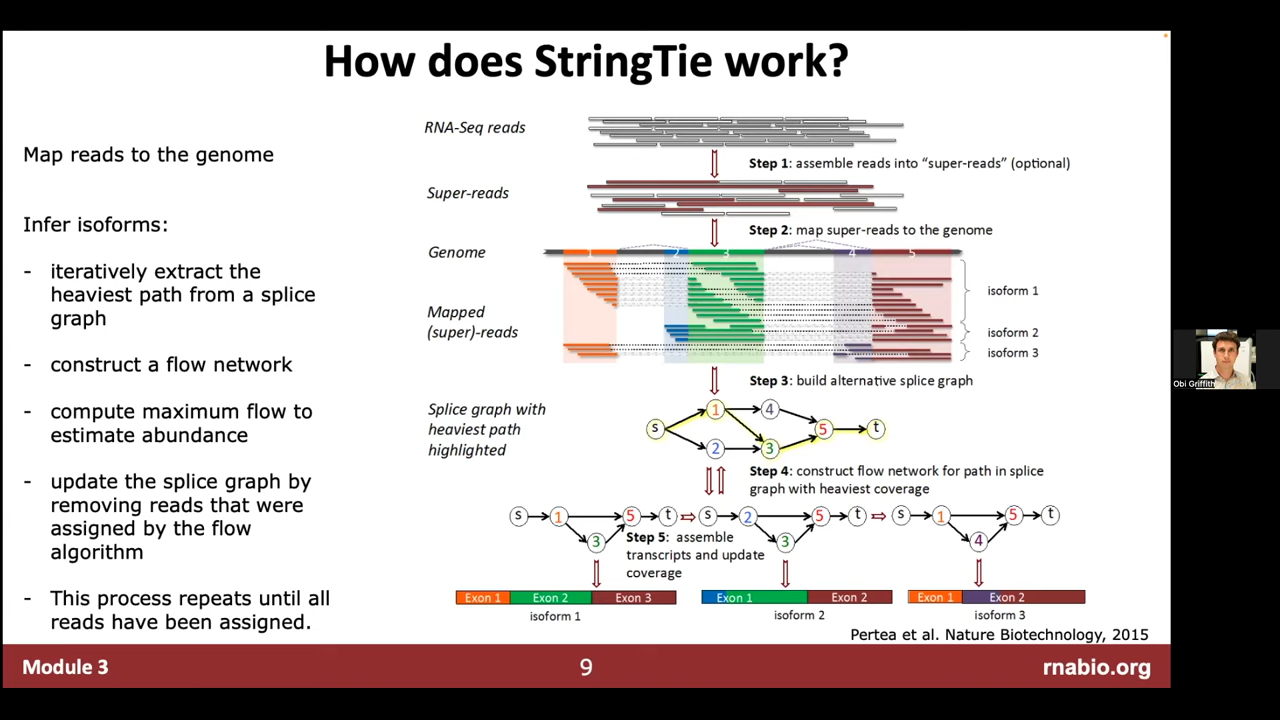 How does StringTie work?
Map reads to the genome
Infer isoforms:
- iteratively extract the
heaviest path from a splice
graph
- construct a flow network
- compute maximum flow to
estimate abundance
- update the splice graph by
removing reads that were
assigned by the flow
algorithm
- This process repeats until all
reads have been assigned.
RNA-Seq reads
Step 1: assemble reads into “super-reads” (optional)
Super-reads
Step 2: map super-reads to the genome
Genome
1 2 3 4 5
Mapped
(super)-reads
isoform 1
isoform 2
isoform 3
Step 3: build alternative splice graph
Splice graph with
heaviest path
highlighted
s 1 4 2 3 5 t
Step 4: construct flow network for path in splice
graph with heaviest coverage
s 1 5 t s 2 5 t s 1 5 t
3 3 4
Step 5: assemble
transcripts and update
coverage
Exon 1 Exon 2 Exon 3 Exon 1 Exon 2 Exon 1 Exon 2
isoform 1 isoform 2 isoform 3
Pertea et al. Nature Biotechnology, 2015
Module 3 9 rnabio.org
Obi Griffith